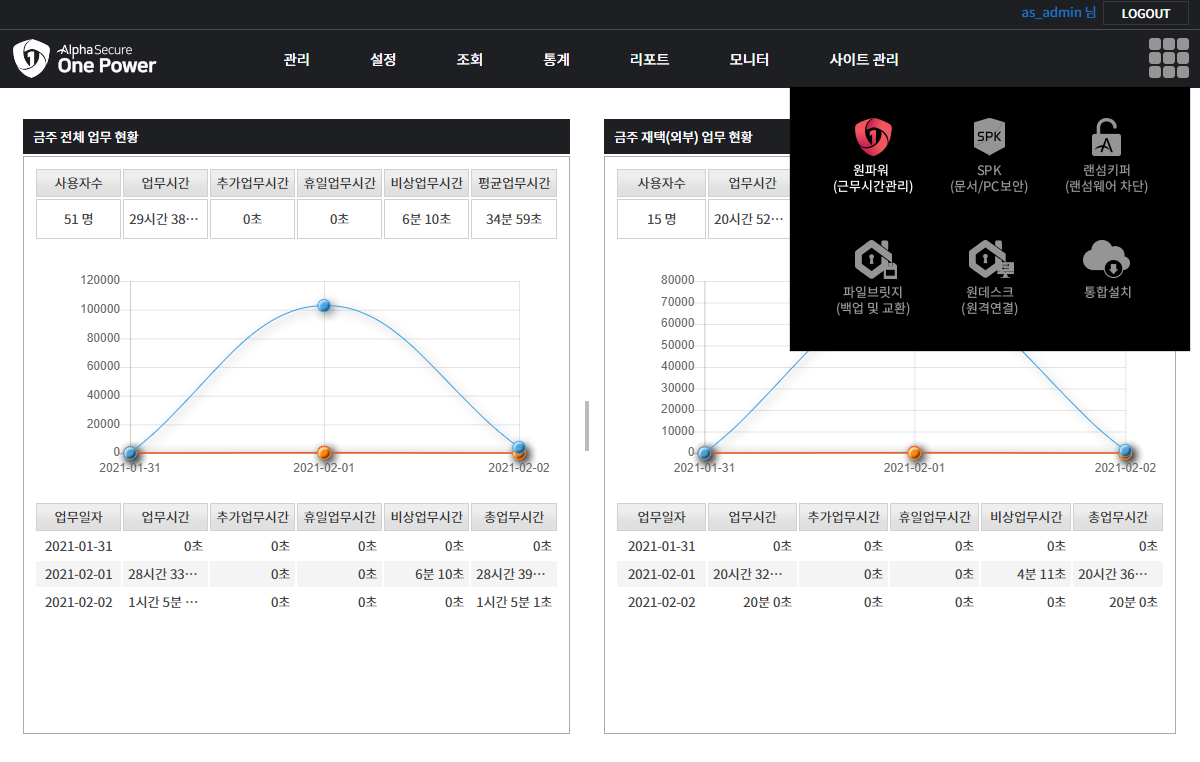 as_admin 님 LOGOUT
AlphaSecure
One Power
관리 설정 조회 통계 리포트 모니터 사이트 관리
원파워
(근무시간관리)
SPK
SPK
(문서/PC보안)
A
랜섬키퍼
(랜섬웨어 차단)
파일브릿지
(백업 및 교환)
원데스크
(원격연결)
통합설치
금주 전체 업무 현황
사용자수 업무시간 추가업무시간 휴일업무시간 비상업무시간 평균업무시간
51 명 29시간 38… 0초 0초 6분 10초 34분 59초
120000
100000
80000
60000
40000
20000
0
2021-01-31 2021-02-01 2021-02-02
업무일자 업무시간 추가업무시간 휴일업무시간 비상업무시간 총업무시간
2021-01-31 0초 0초 0초 0초 0초
2021-02-01 28시간 33… 0초 0초 6분 10초 28시간 39…
2021-02-02 1시간 5분 … 0초 0초 0초 1시간 5분 1초
금주 재택(외부) 업무 현황
사용자수 업무시간
15 명 20시간 52…
80000
70000
60000
50000
40000
30000
20000
10000
0
2021-01-31 2021-02-01 2021-02-02
업무일자 업무시간 추가업무시간 휴일업무시간 비상업무시간 총업무시간
2021-01-31 0초 0초 0초 0초 0초
2021-02-01 20시간 32… 0초 0초 4분 11초 20시간 36…
2021-02-02 20분 0초 0초 0초 0초 20분 0초